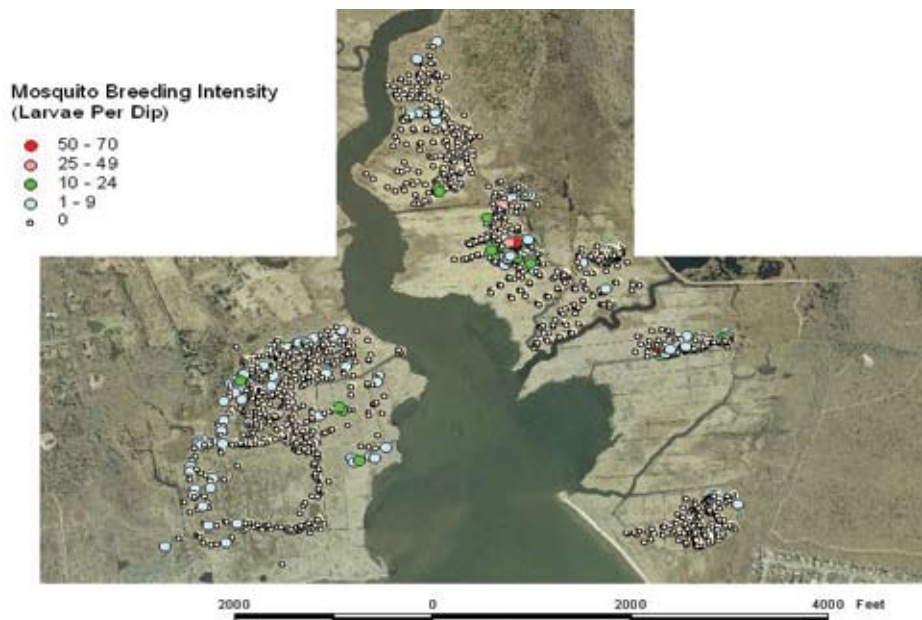 Mosquito Breeding Intensity
(Larvae Per Dip)
50 - 70
25 - 49
10 - 24
1 - 9
0
2000 0 2000 4000 Feet